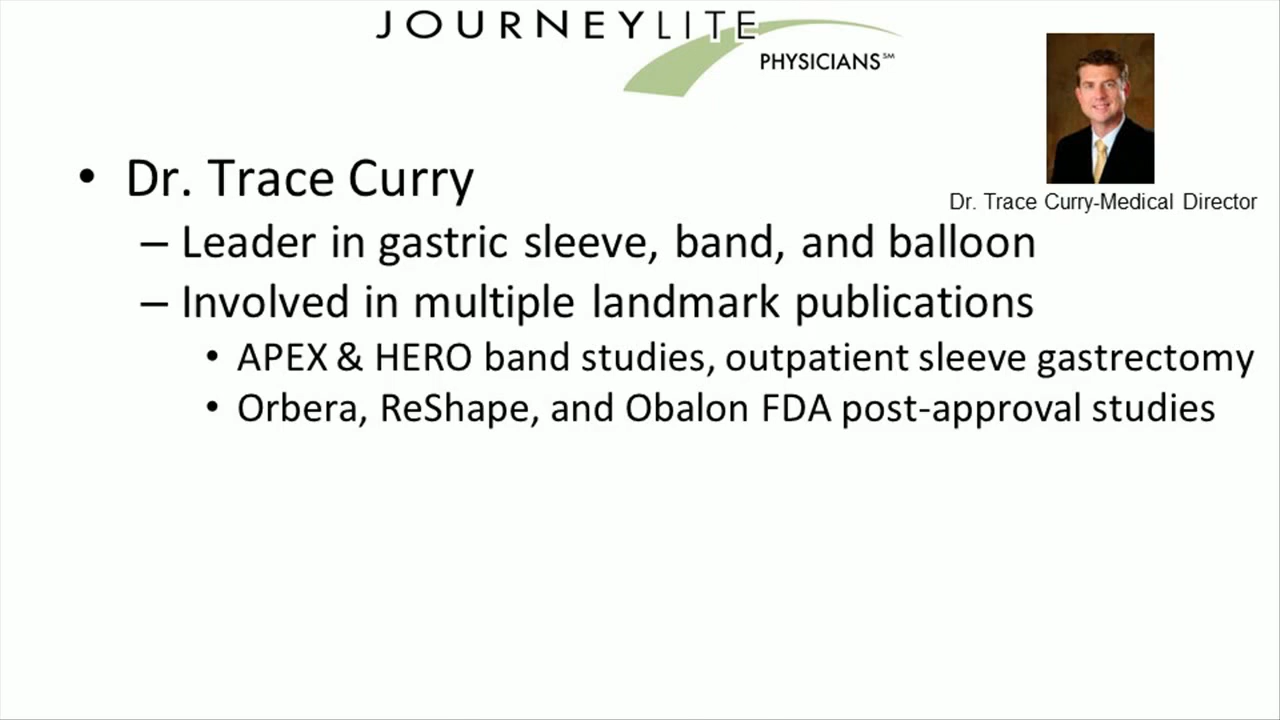 JOURNEYLITE
PHYSICIANS℠
Dr. Trace Curry-Medical Director
• Dr. Trace Curry
– Leader in gastric sleeve, band, and balloon
– Involved in multiple landmark publications
• APEX & HERO band studies, outpatient sleeve gastrectomy
• Orbera, ReShape, and Obalon FDA post-approval studies